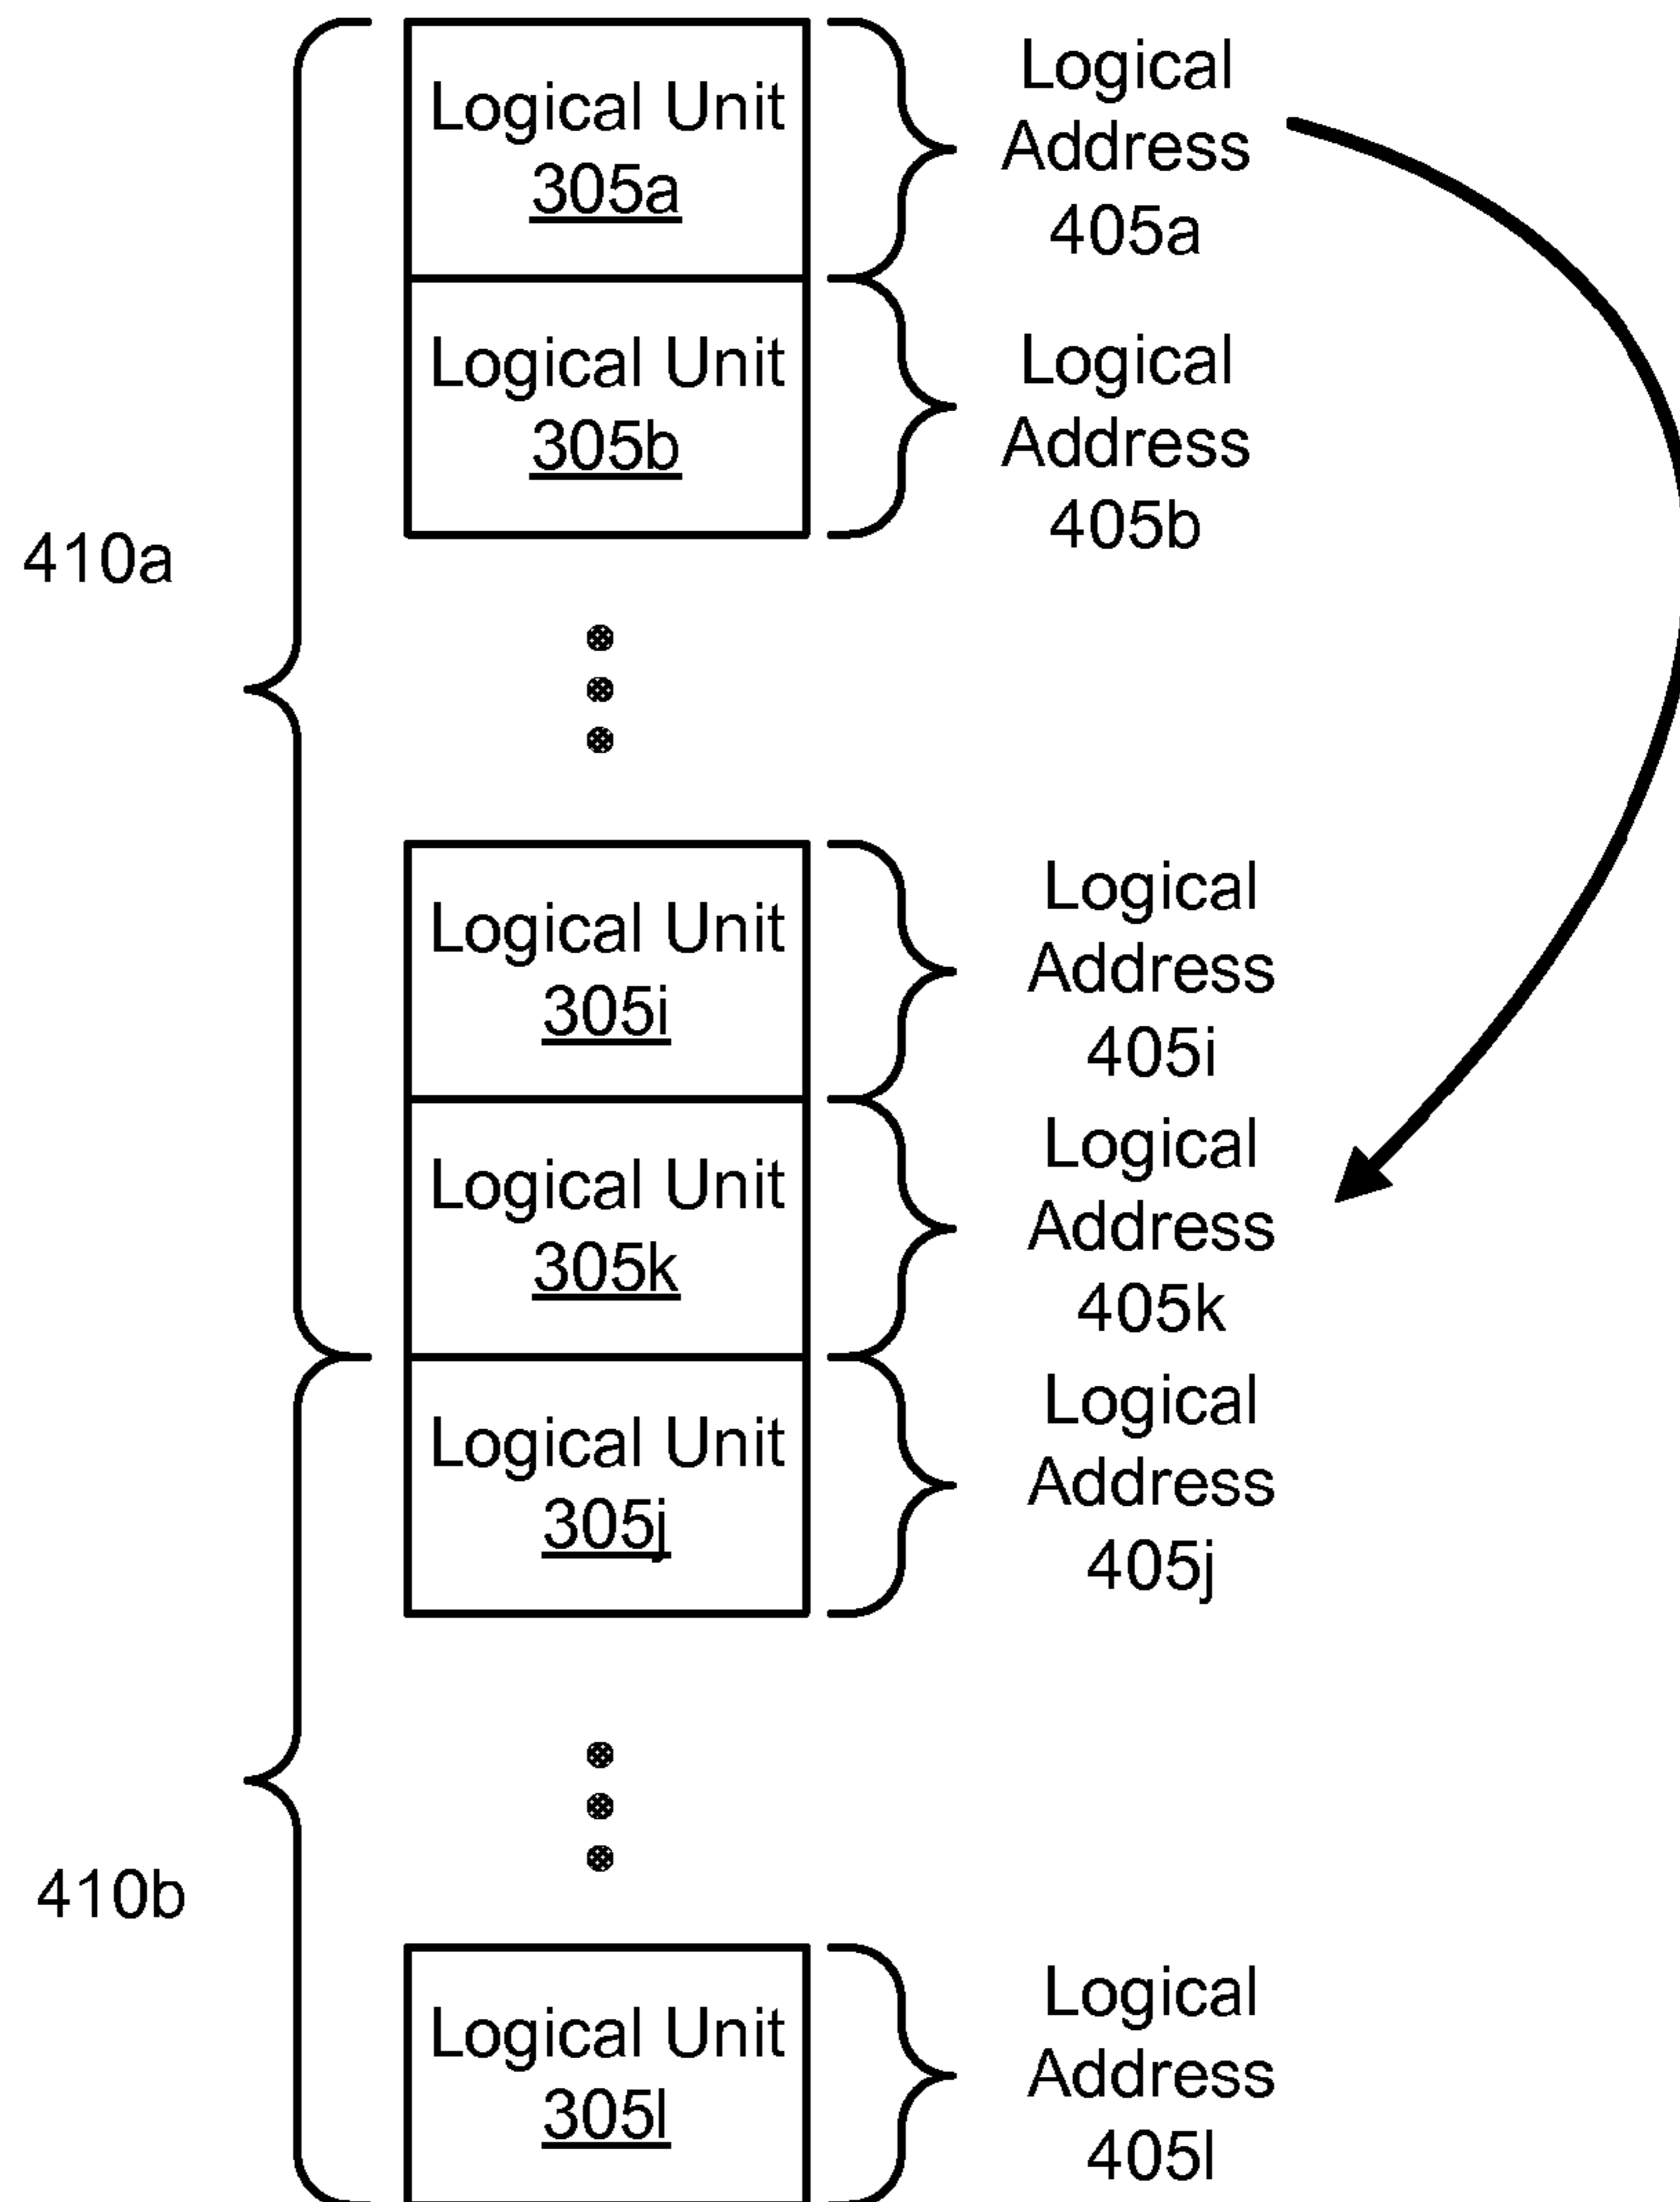 Logical Unit
305a
Logical
Address
405a
Logical Unit
305b
Logical
Address
405b
410a
Logical Unit
305i
Logical
Address
405i
Logical Unit
305k
Logical
Address
405k
Logical Unit
305j
Logical
Address
405j
410b
Logical Unit
305l
Logical
Address
405l